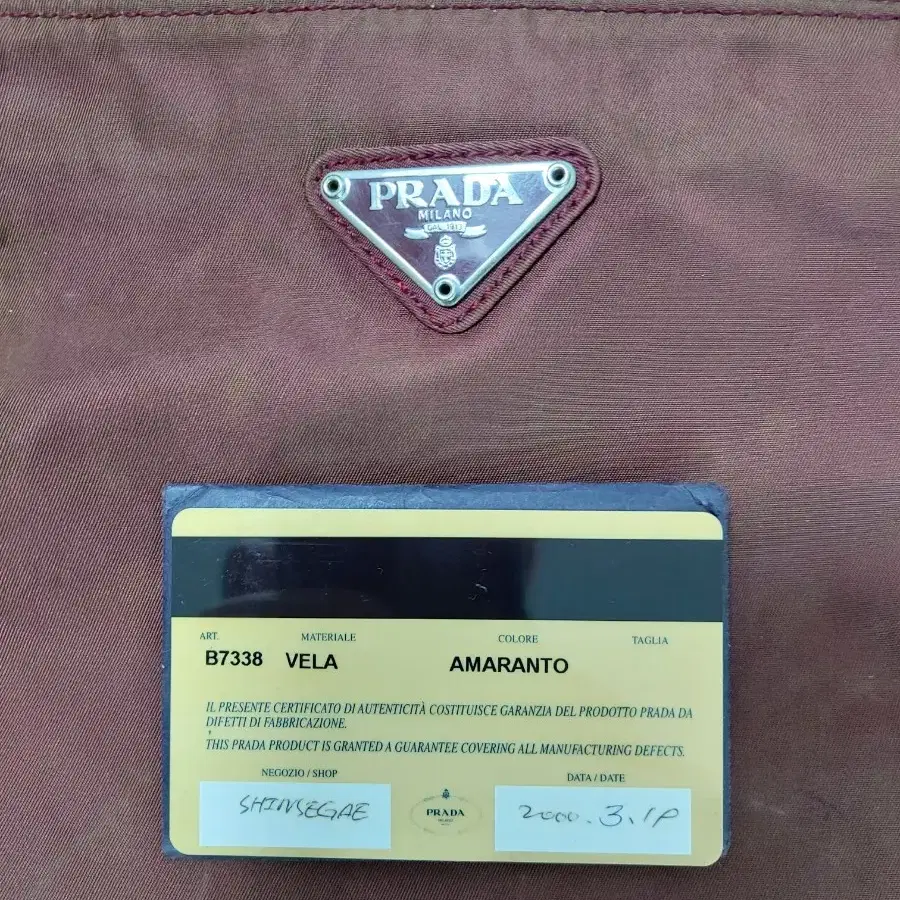 PRADA
MILANO
DAL 1913
ART. MATERIALE COLORE TAGLIA
B7338 VELA AMARANTO
IL PRESENTE CERTIFICATO DI AUTENTICITÀ COSTITUISCE GARANZIA DEL PRODOTTO PRADA DA
DIFETTI DI FABBRICAZIONE.
THIS PRADA PRODUCT IS GRANTED A GUARANTEE COVERING ALL MANUFACTURING DEFECTS.
NEGOZIO / SHOP DATA / DATE
SHINSEGAE PRADA 2000. 3.
MILANO